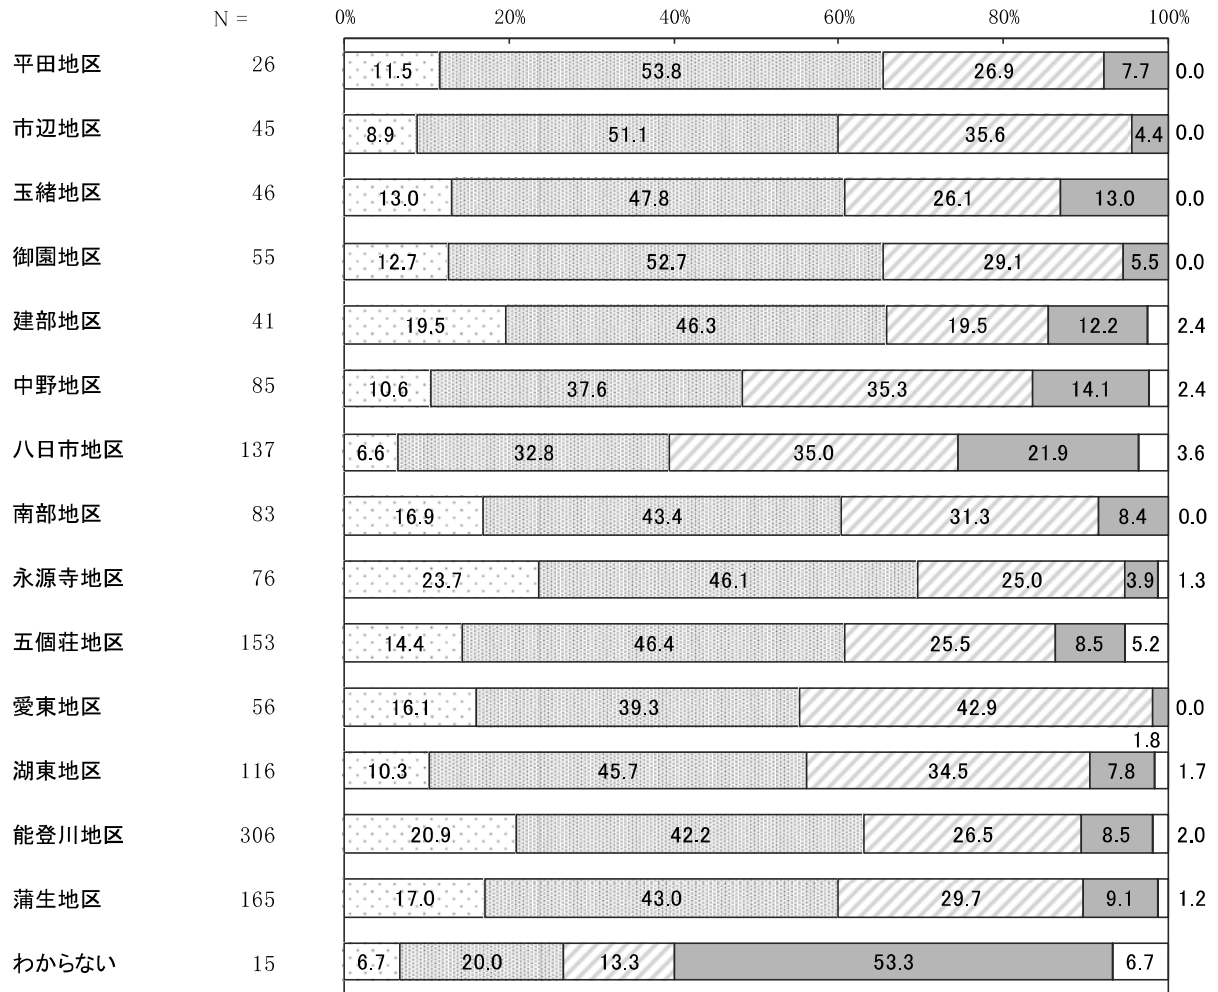 N = 0% 20% 40% 60% 80% 100%
平田地区 26 11.5 53.8 26.9 7.7 0.0
市辺地区 45 8.9 51.1 35.6 4.4 0.0
玉緒地区 46 13.0 47.8 26.1 13.0 0.0
御園地区 55 12.7 52.7 29.1 5.5 0.0
建部地区 41 19.5 46.3 19.5 12.2 2.4
中野地区 85 10.6 37.6 35.3 14.1 2.4
八日市地区 137 6.6 32.8 35.0 21.9 3.6
南部地区 83 16.9 43.4 31.3 8.4 0.0
永源寺地区 76 23.7 46.1 25.0 3.9 1.3
五個荘地区 153 14.4 46.4 25.5 8.5 5.2
愛東地区 56 16.1 39.3 42.9 0.0
1.8
湖東地区 116 10.3 45.7 34.5 7.8 1.7
能登川地区 306 20.9 42.2 26.5 8.5 2.0
蒲生地区 165 17.0 43.0 29.7 9.1 1.2
わからない 15 6.7 20.0 13.3 53.3 6.7